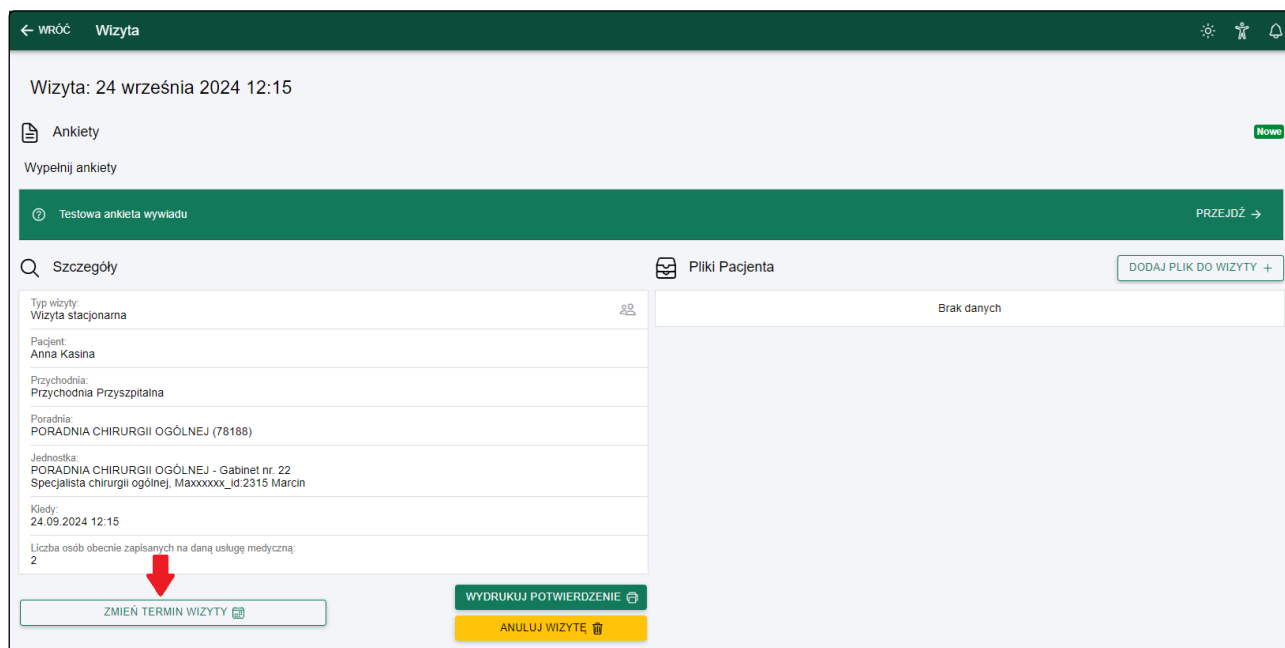 ← WRÓĆ Wizyta
Wizyta: 24 września 2024 12:15
Ankiety
Nowe
Wypełnij ankiety
Testowa ankieta wywiadu
PRZEJDŹ →
Szczegóły
Typ wizyty:
Wizyta stacjonarna
Pacjent:
Anna Kasina
Przychodnia:
Przychodnia Przyszpitalna
Poradnia:
PORADNIA CHIRURGII OGÓLNEJ (78188)
Jednostka:
PORADNIA CHIRURGII OGÓLNEJ - Gabinet nr. 22
Specjalista chirurgii ogólnej, Maxxxxxx_id:2315 Marcin
Kiedy:
24.09.2024 12:15
Liczba osób obecnie zapisanych na daną usługę medyczną:
2
ZMIEŃ TERMIN WIZYTY
WYDRUKUJ POTWIERDZENIE
ANULUJ WIZYTĘ
Pliki Pacjenta
DODAJ PLIK DO WIZYTY +
Brak danych